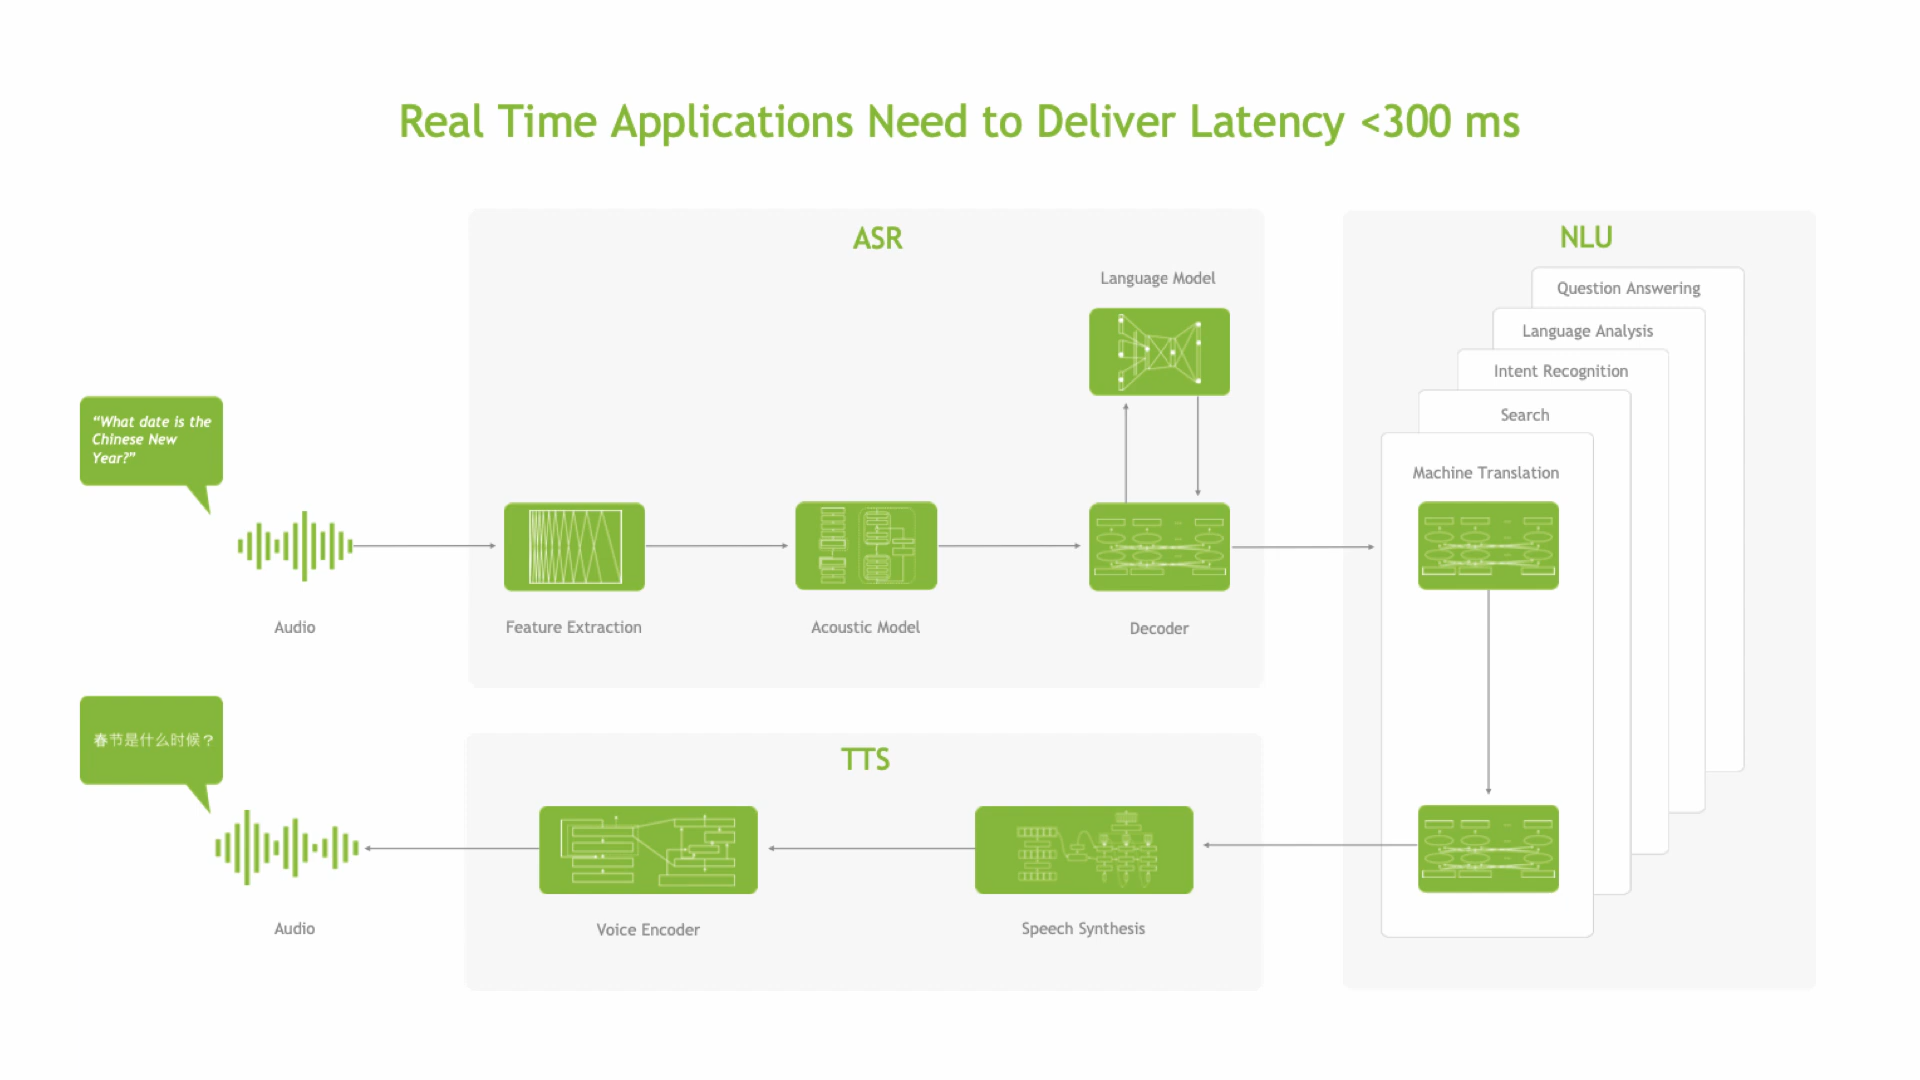 Real Time Applications Need to Deliver Latency <300 ms
ASR
Language Model
“What date is the
Chinese New
Year?”
Audio
Feature Extraction
Acoustic Model
Decoder
NLU
Question Answering
Language Analysis
Intent Recognition
Search
Machine Translation
春节是什么时候？
TTS
Audio
Voice Encoder
Speech Synthesis